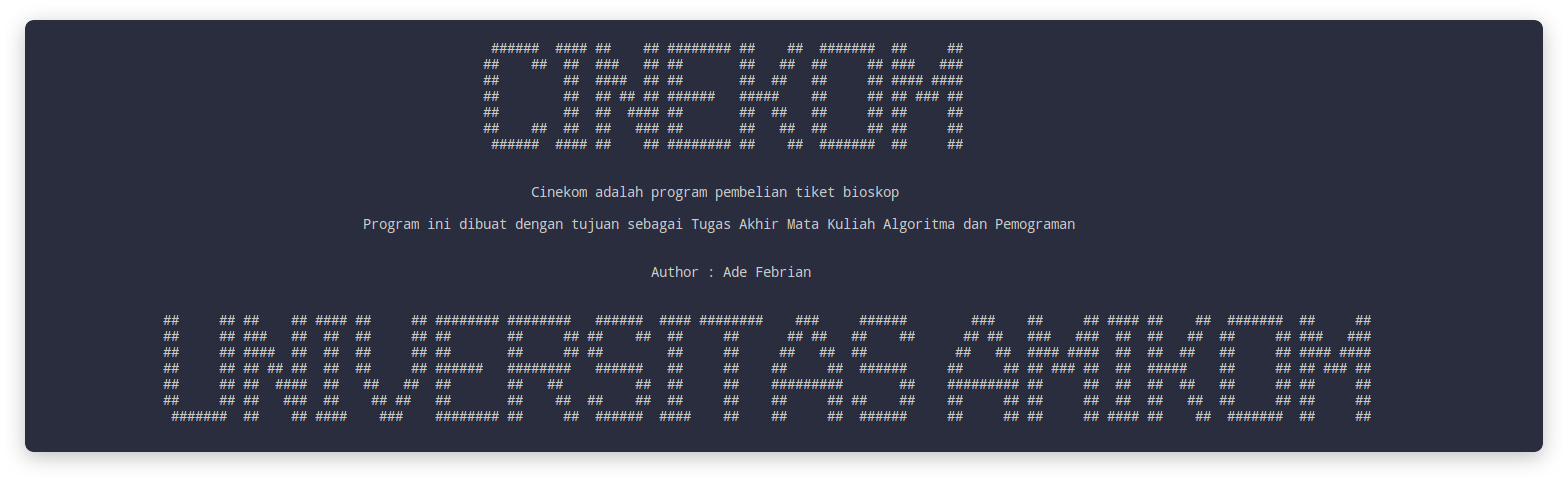 CINEKOM
Cinekom adalah program pembelian tiket bioskop
Program ini dibuat dengan tujuan sebagai Tugas Akhir Mata Kuliah Algoritma dan Pemograman
Author : Ade Febrian
UNIVERSITAS AMIKOM